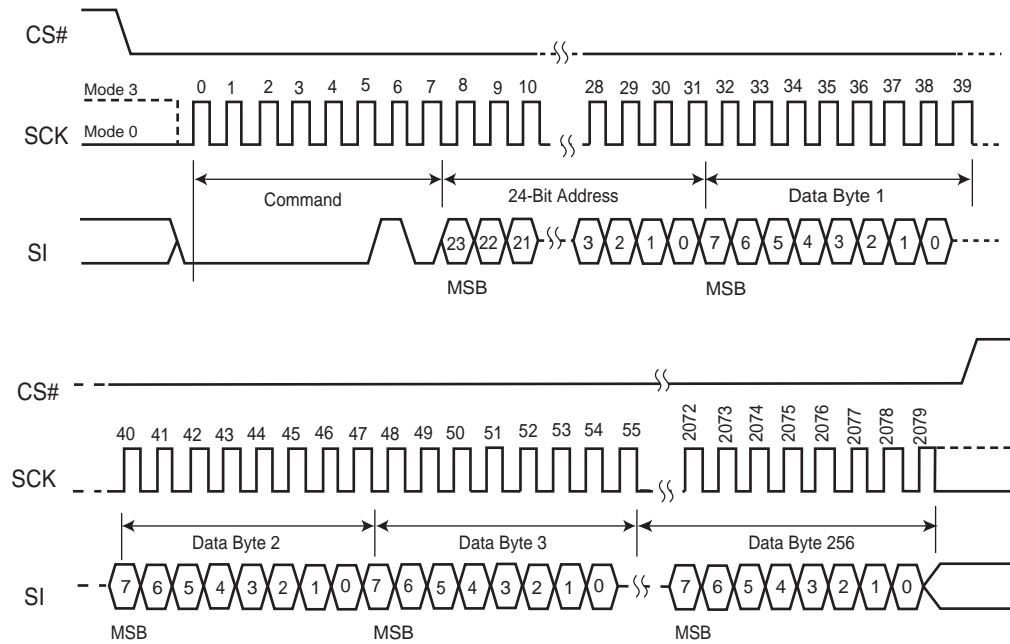 CS#
Mode 3
0 1 2 3 4 5 6 7 8 9 10 28 29 30 31 32 33 34 35 36 37 38 39
SCK
Mode 0
Command 24-Bit Address Data Byte 1
SI
23 22 21 3 2 1 0 7 6 5 4 3 2 1 0
MSB MSB
CS#
40 41 42 43 44 45 46 47 48 49 50 51 52 53 54 55 2072 2073 2074 2075 2076 2077 2078 2079
SCK
Data Byte 2 Data Byte 3 Data Byte 256
SI
7 6 5 4 3 2 1 0 7 6 5 4 3 2 1 0 7 6 5 4 3 2 1 0
MSB MSB MSB